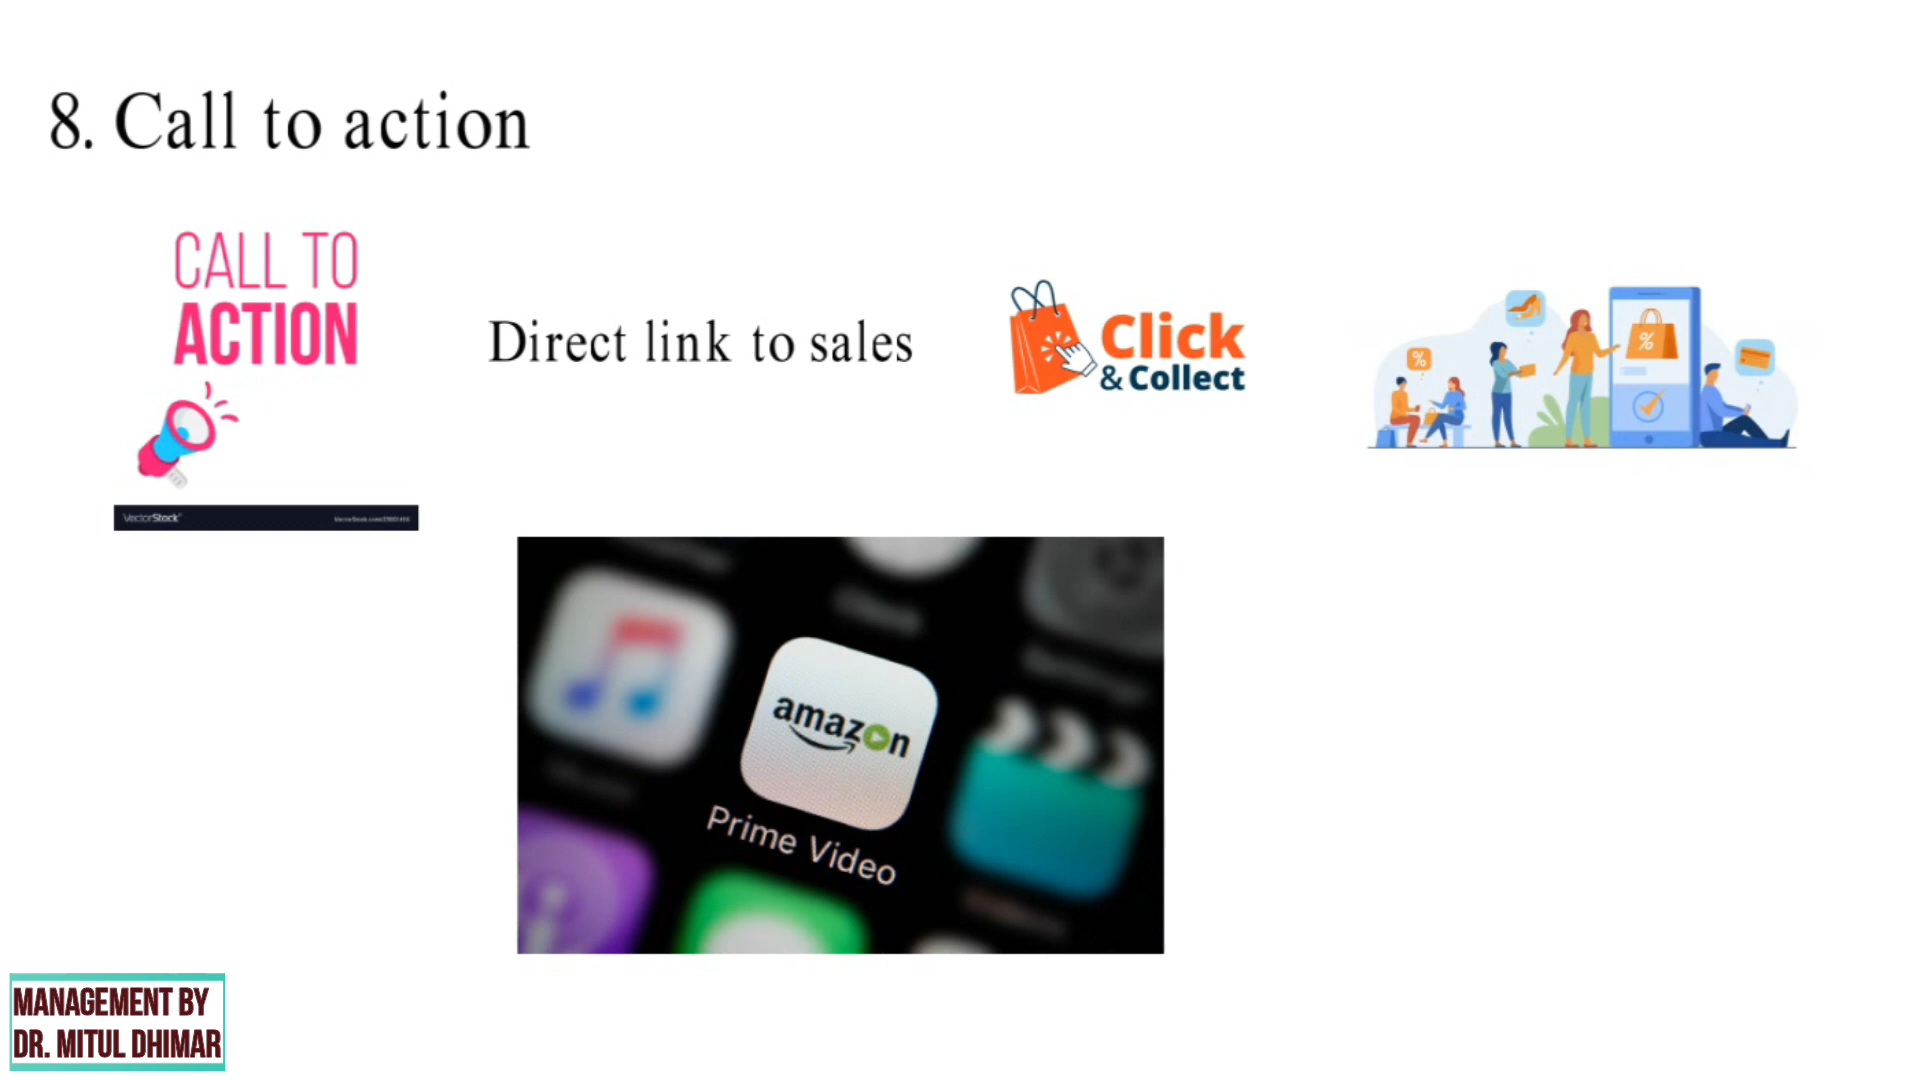 8. Call to action
CALL TO
ACTION
Direct link to sales
Click
& Collect
%
%
VectorStock
amazon
Prime Video
MANAGEMENT BY
DR. MITUL DHIMAR